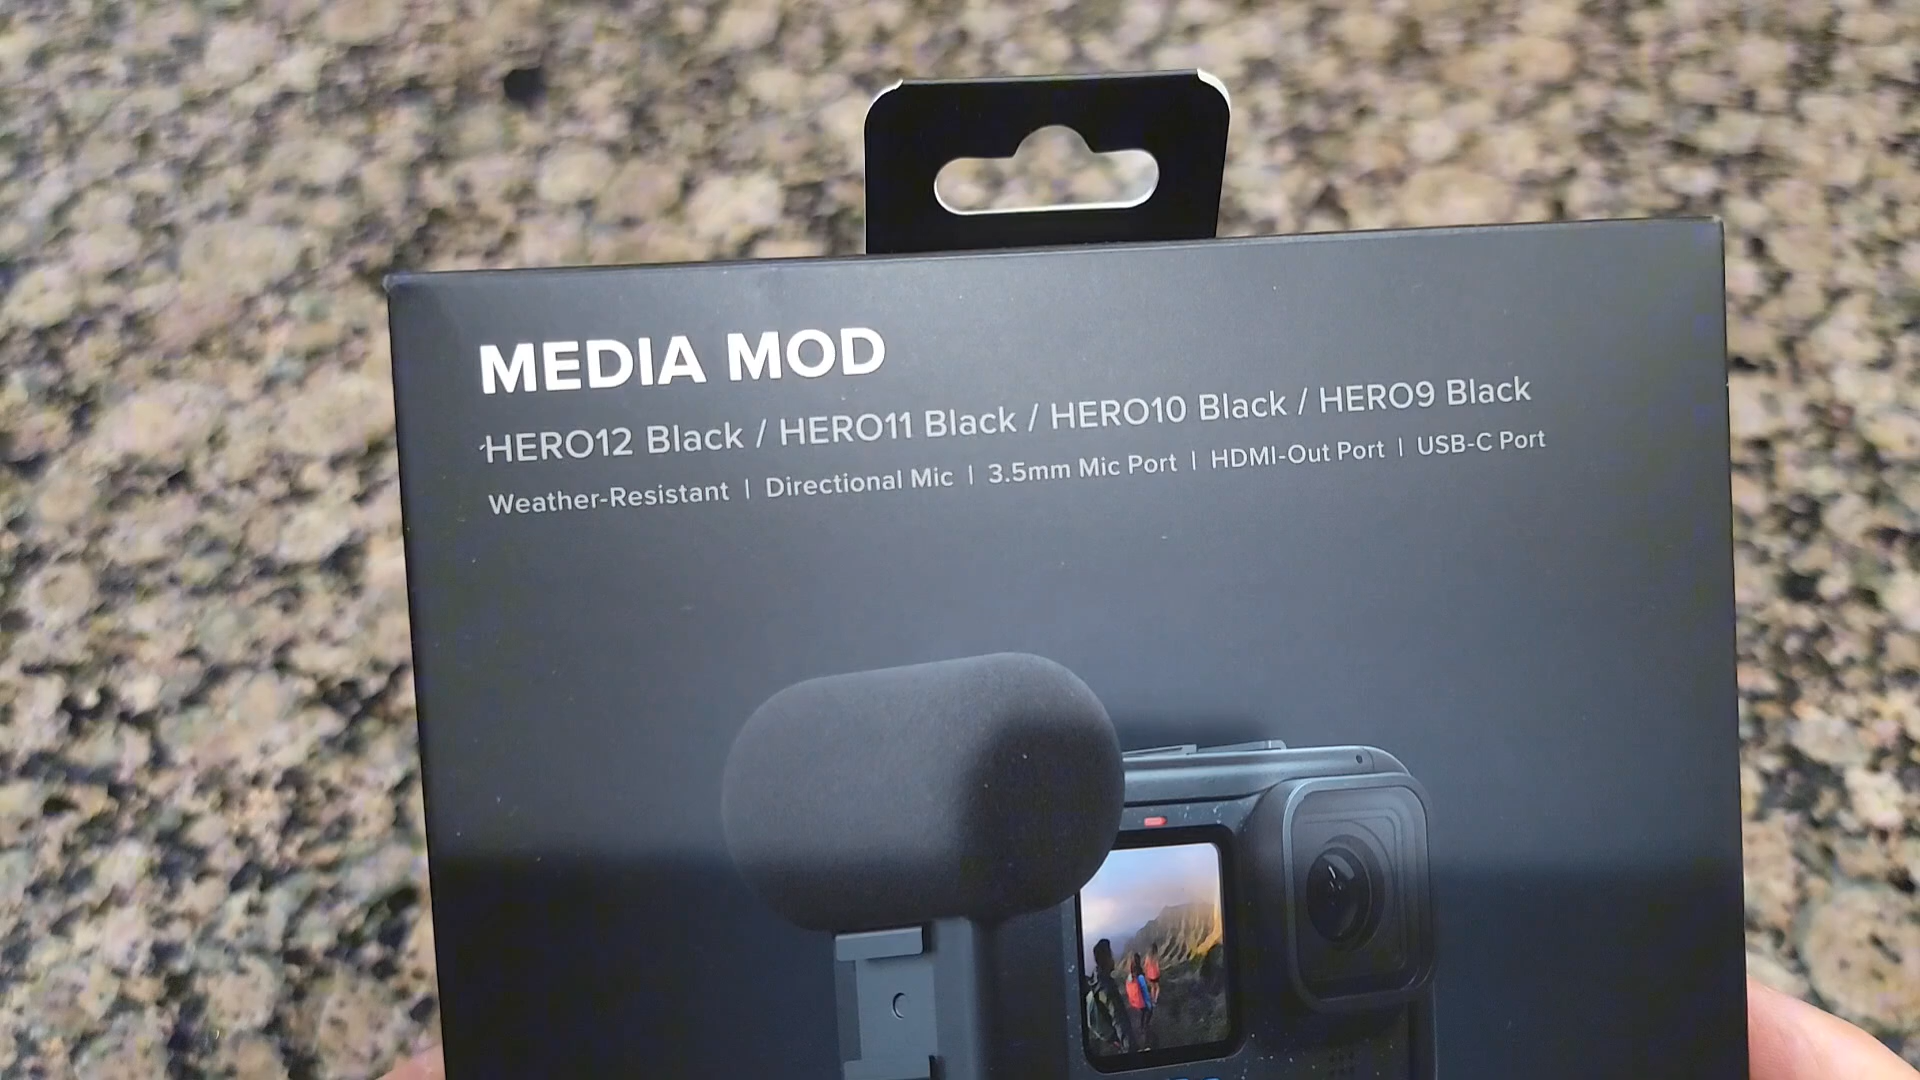 MEDIA MOD
HERO12 Black / HERO11 Black / HERO10 Black / HERO9 Black
Weather-Resistant | Directional Mic | 3.5mm Mic Port | HDMI-Out Port | USB-C Port